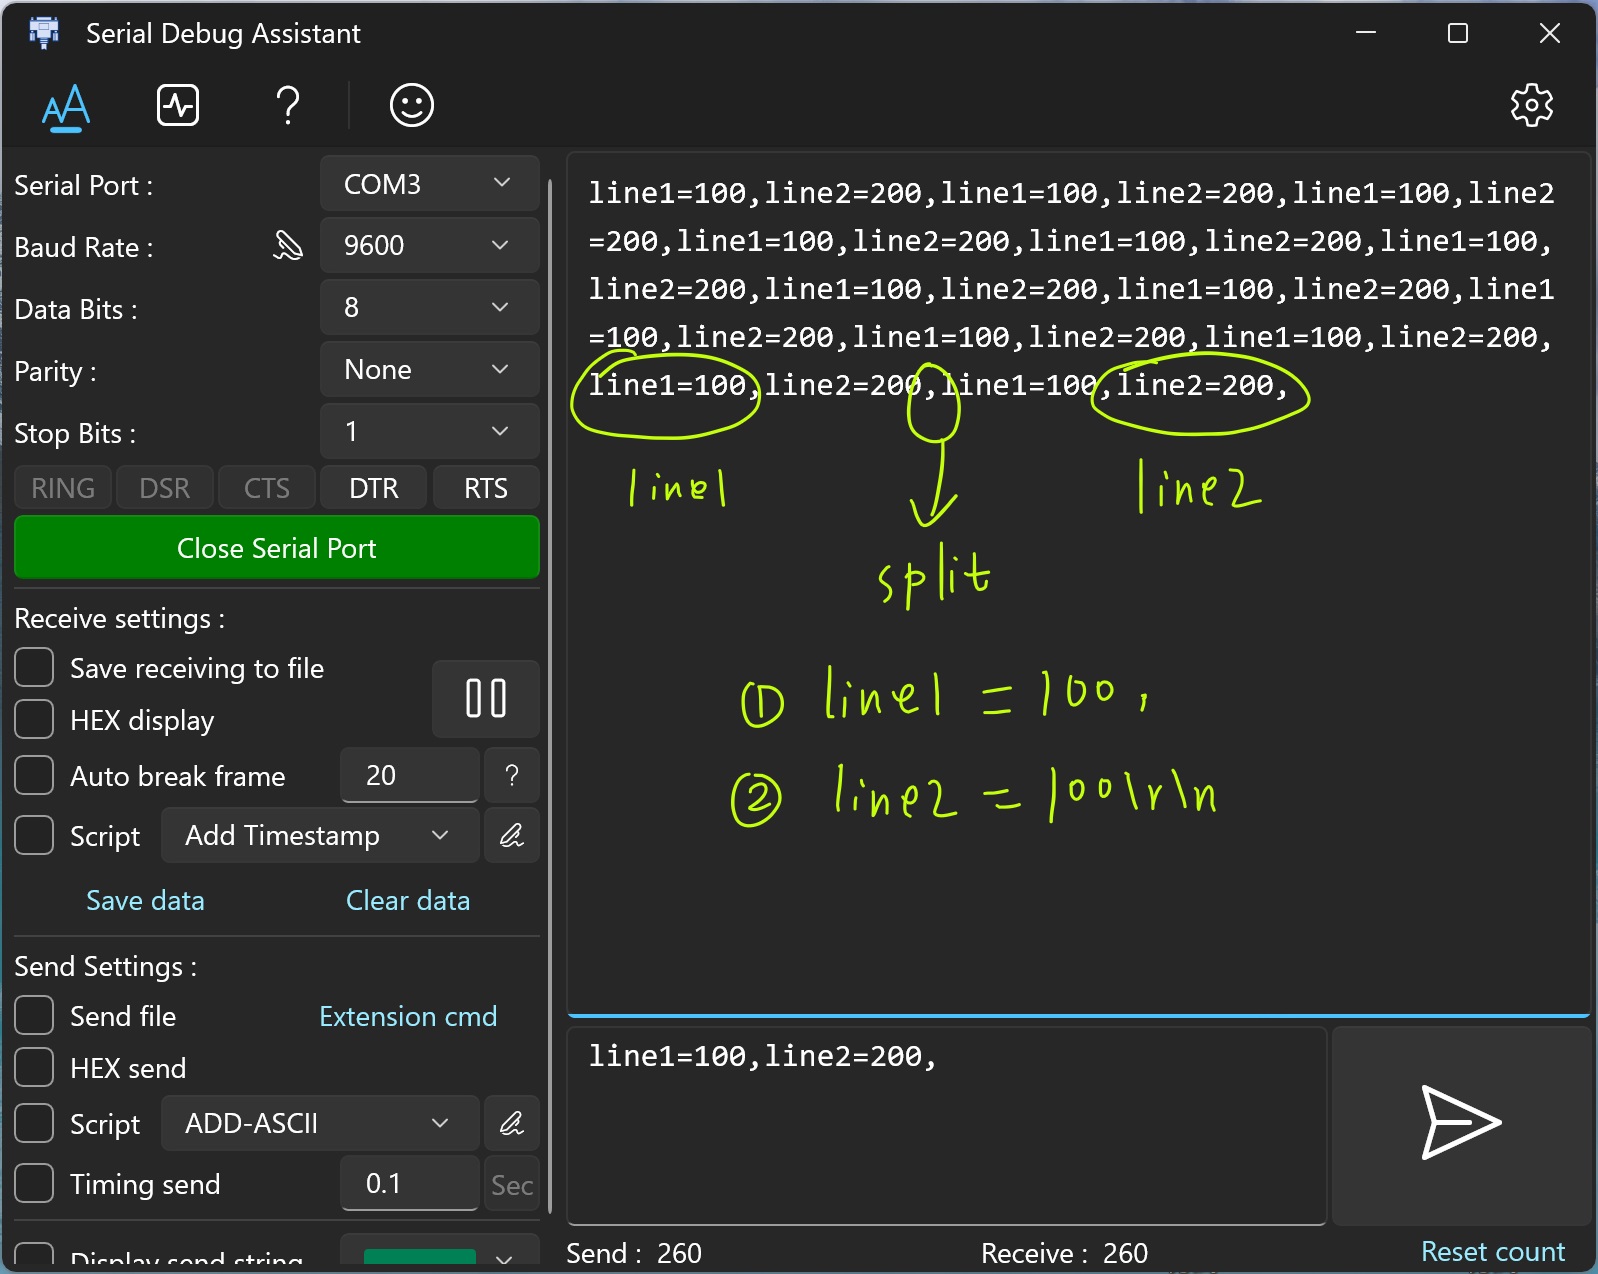 Serial Debug Assistant
Serial Port :
COM3
Baud Rate :
9600
Data Bits :
8
Parity :
None
Stop Bits :
1
RING DSR CTS DTR RTS
Close Serial Port
Receive settings :
Save receiving to file
HEX display
Auto break frame
20
?
Script
Add Timestamp
Save data
Clear data
Send Settings :
Send file
Extension cmd
HEX send
Script
ADD-ASCII
Timing send
0.1
Sec
Display send string
line1=100,line2=200,line1=100,line2=200,line1=100,line2
=200,line1=100,line2=200,line1=100,line2=200,line1=100,
line2=200,line1=100,line2=200,line1=100,line2=200,line1
=100,line2=200,line1=100,line2=200,line1=100,line2=200,
line1=100,line2=200,line1=100,line2=200,
line1
line2
split
① line1 = 100,
② line2 = 100\r\n
line1=100,line2=200,
Send : 260
Receive : 260
Reset count